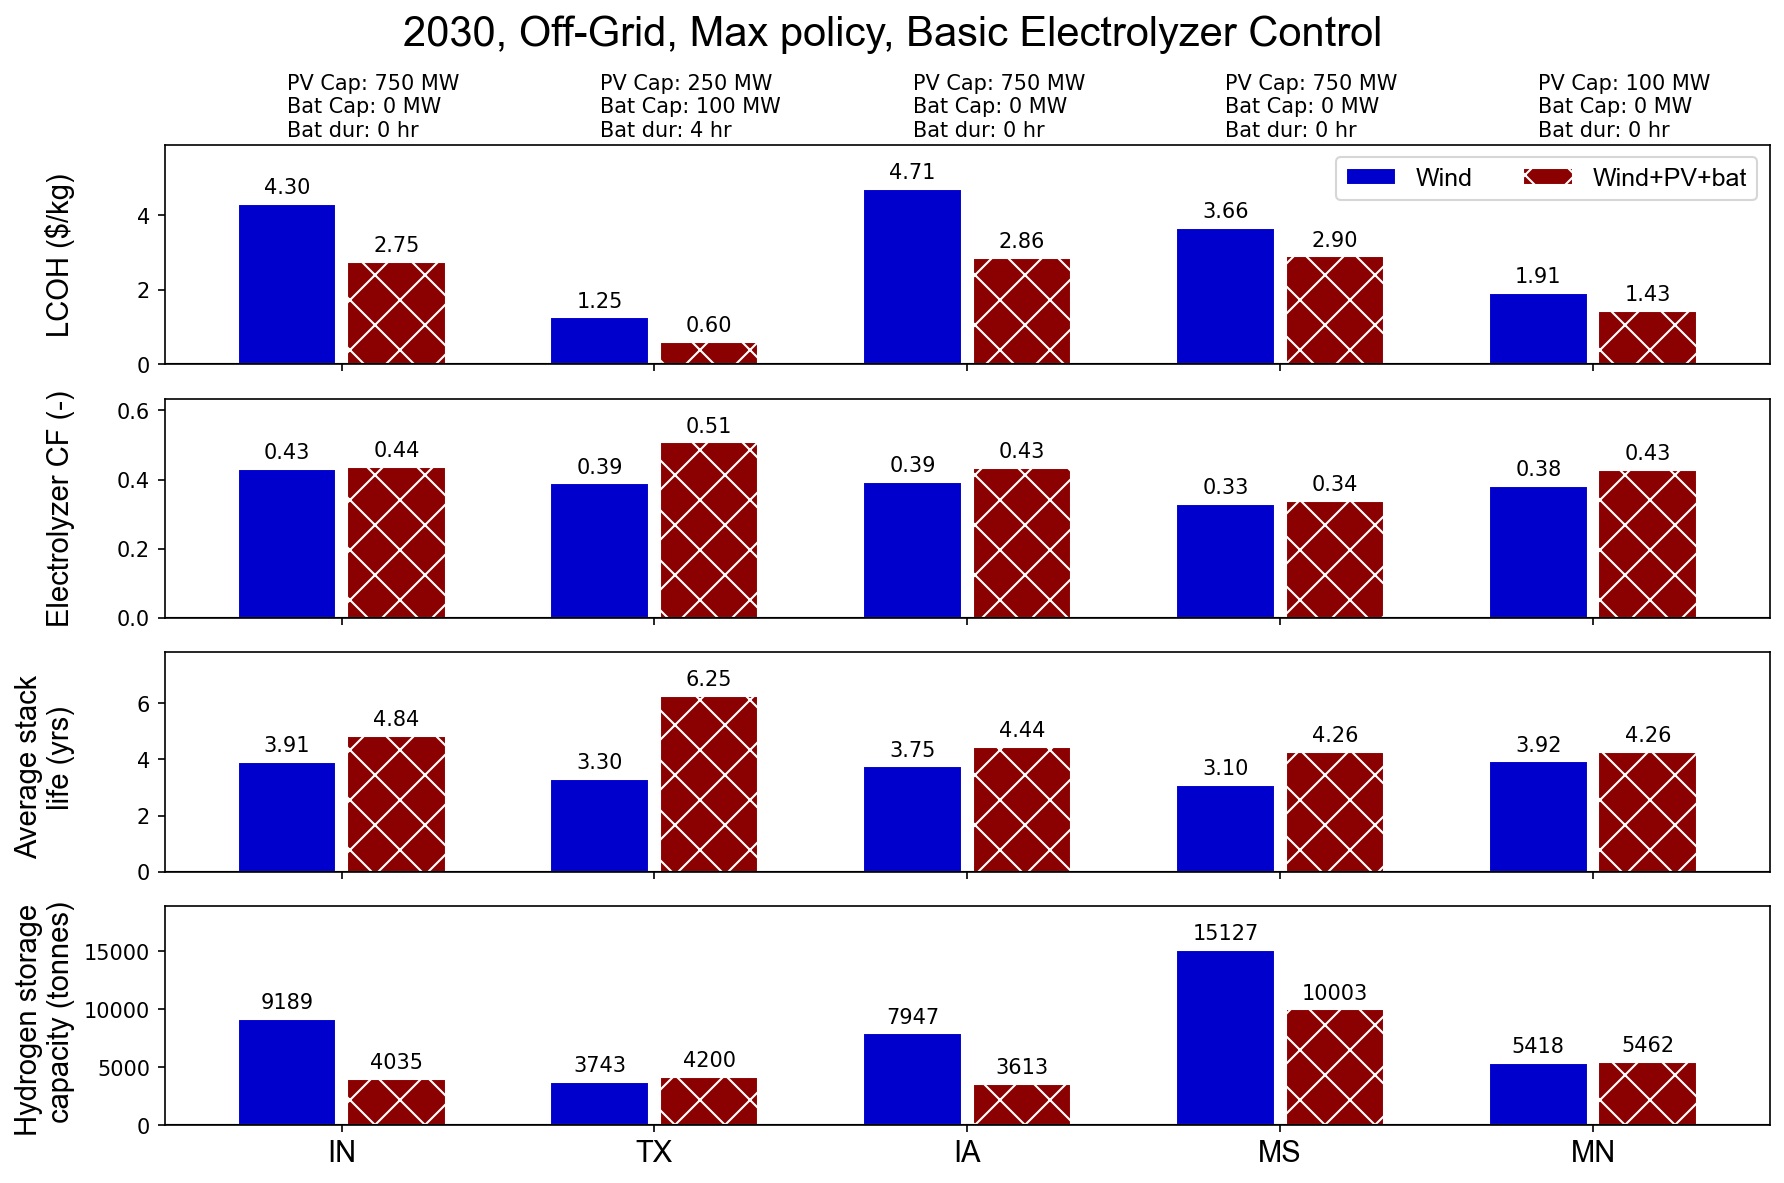 2030, Off-Grid, Max policy, Basic Electrolyzer Control
PV Cap: 750 MW
Bat Cap: 0 MW
Bat dur: 0 hr
PV Cap: 250 MW
Bat Cap: 100 MW
Bat dur: 4 hr
PV Cap: 750 MW
Bat Cap: 0 MW
Bat dur: 0 hr
PV Cap: 750 MW
Bat Cap: 0 MW
Bat dur: 0 hr
PV Cap: 100 MW
Bat Cap: 0 MW
Bat dur: 0 hr
LCOH ($/kg)
4
2
0
4.30
2.75
1.25
0.60
4.71
2.86
3.66
2.90
1.91
1.43
Wind
Wind+PV+bat
Electrolyzer CF (-)
0.6
0.4
0.2
0.0
0.43
0.44
0.39
0.51
0.39
0.43
0.33
0.34
0.38
0.43
Average stack
life (yrs)
6
4
2
0
3.91
4.84
3.30
6.25
3.75
4.44
3.10
4.26
3.92
4.26
Hydrogen storage
capacity (tonnes)
15000
10000
5000
0
9189
4035
3743
4200
7947
3613
15127
10003
5418
5462
IN
TX
IA
MS
MN